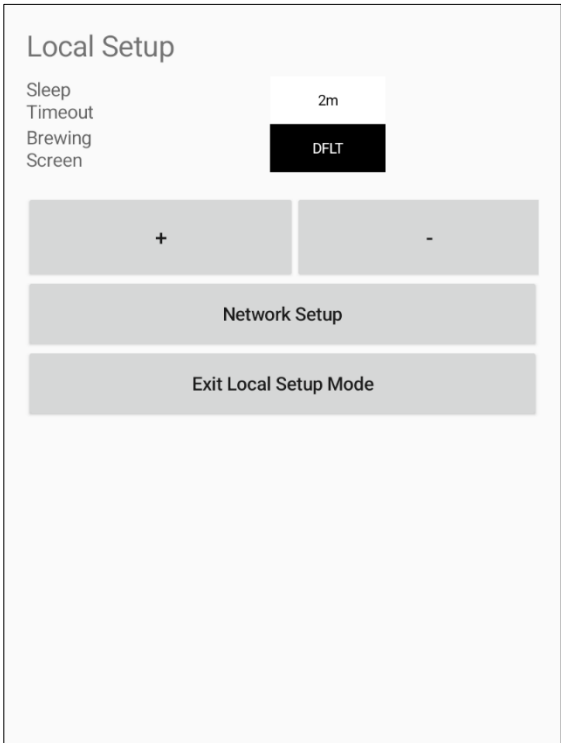 Local Setup
Sleep
Timeout
2m
Brewing
Screen
DFLT
+
-
Network Setup
Exit Local Setup Mode